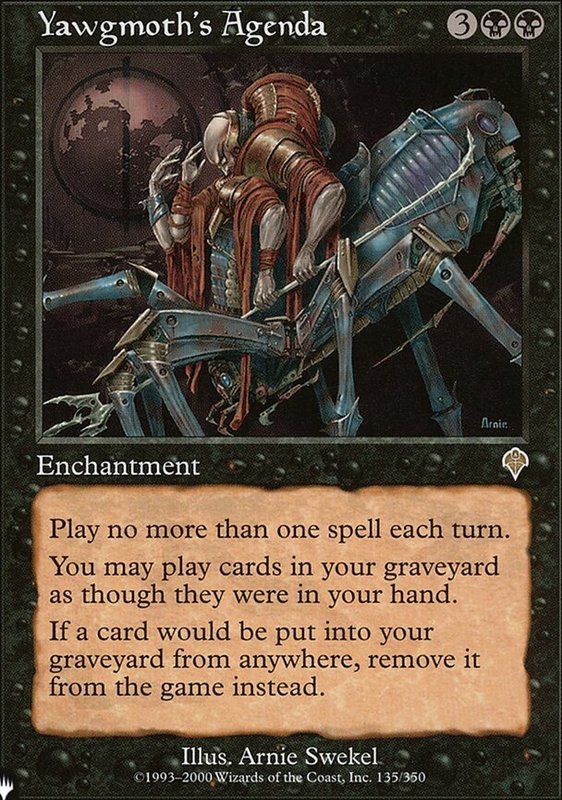 Yawgmoth's Agenda 3
Arnie
Enchantment
Play no more than one spell each turn.
You may play cards in your graveyard
as though they were in your hand.
If a card would be put into your
graveyard from anywhere, remove it
from the game instead.
Illus. Arnie Swekel
©1993–2000 Wizards of the Coast, Inc. 135/350